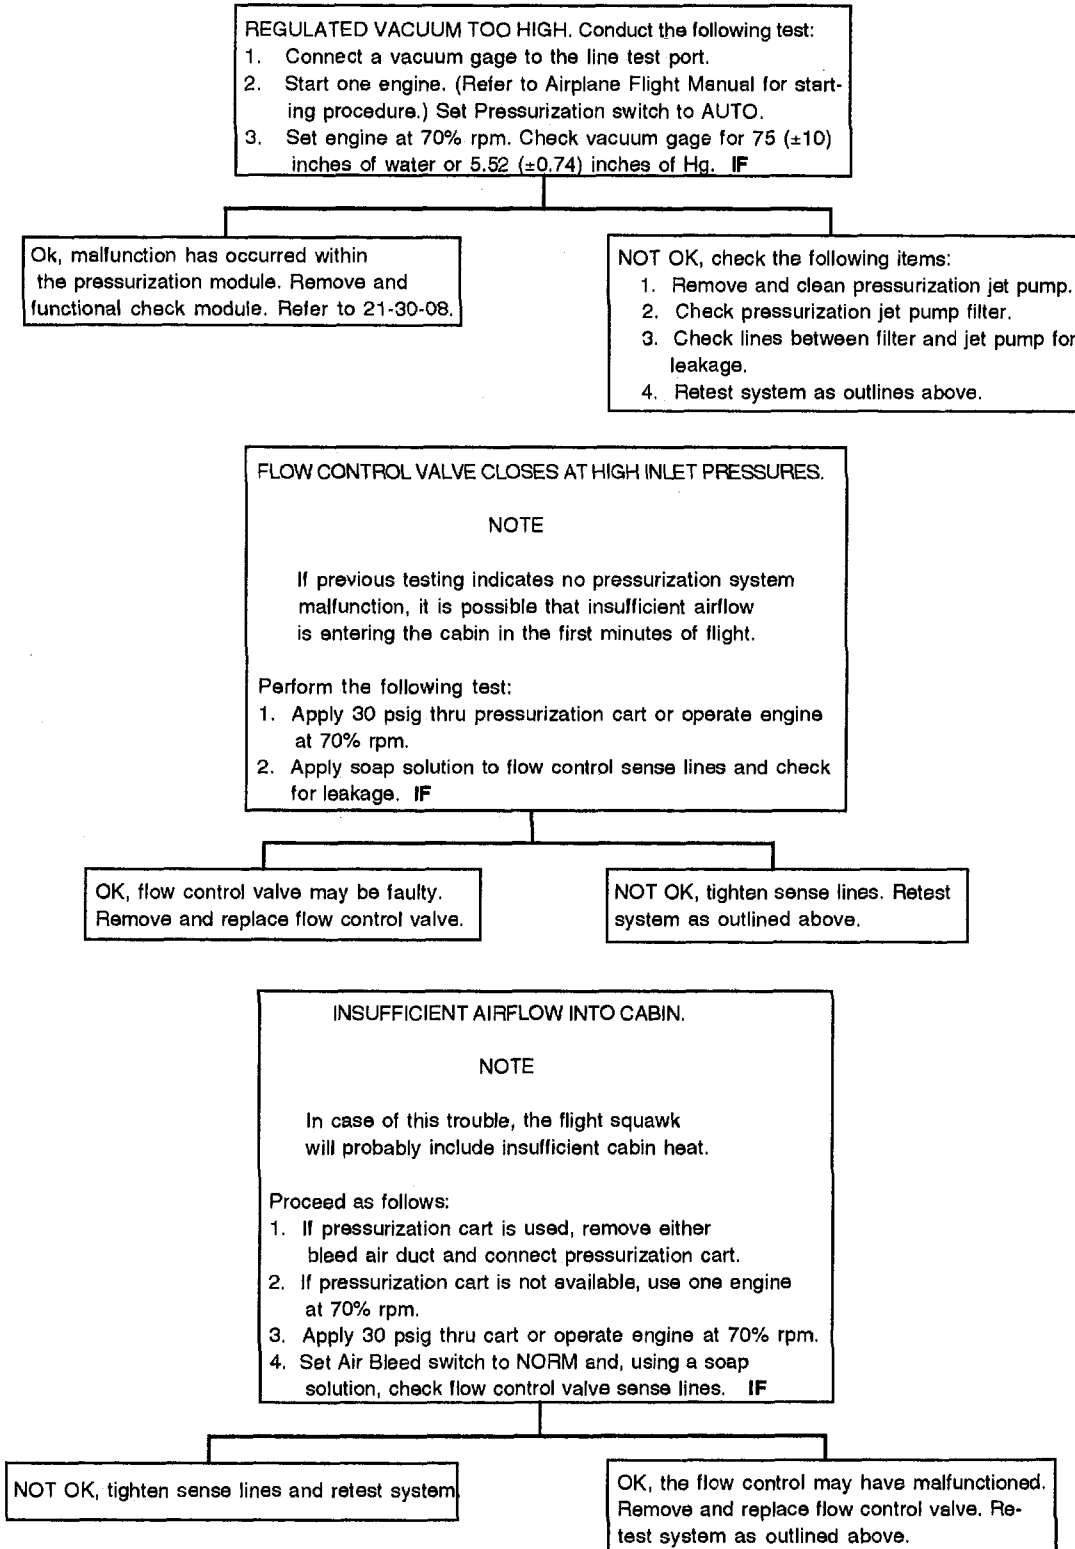 REGULATED VACUUM TOO HIGH. Conduct the following test:
1. Connect a vacuum gage to the line test port.
2. Start one engine. (Refer to Airplane Flight Manual for start-
ing procedure.) Set Pressurization switch to AUTO.
3. Set engine at 70% rpm. Check vacuum gage for 75 (±10)
inches of water or 5.52 (±0.74) inches of Hg. IF
Ok, malfunction has occurred within
the pressurization module. Remove and
functional check module. Refer to 21-30-08.
NOT OK, check the following items:
1. Remove and clean pressurization jet pump.
2. Check pressurization jet pump filter.
3. Check lines between filter and jet pump for
leakage.
4. Retest system as outlines above.
FLOW CONTROL VALVE CLOSES AT HIGH INLET PRESSURES.
NOTE
If previous testing indicates no pressurization system
malfunction, it is possible that insufficient airflow
is entering the cabin in the first minutes of flight.
Perform the following test:
1. Apply 30 psig thru pressurization cart or operate engine
at 70% rpm.
2. Apply soap solution to flow control sense lines and check
for leakage. IF
OK, flow control valve may be faulty.
Remove and replace flow control valve.
NOT OK, tighten sense lines. Retest
system as outlined above.
INSUFFICIENT AIRFLOW INTO CABIN.
NOTE
In case of this trouble, the flight squawk
will probably include insufficient cabin heat.
Proceed as follows:
1. If pressurization cart is used, remove either
bleed air duct and connect pressurization cart.
2. If pressurization cart is not available, use one engine
at 70% rpm.
3. Apply 30 psig thru cart or operate engine at 70% rpm.
4. Set Air Bleed switch to NORM and, using a soap
solution, check flow control valve sense lines. IF
NOT OK, tighten sense lines and retest system.
OK, the flow control may have malfunctioned.
Remove and replace flow control valve. Re-
test system as outlined above.